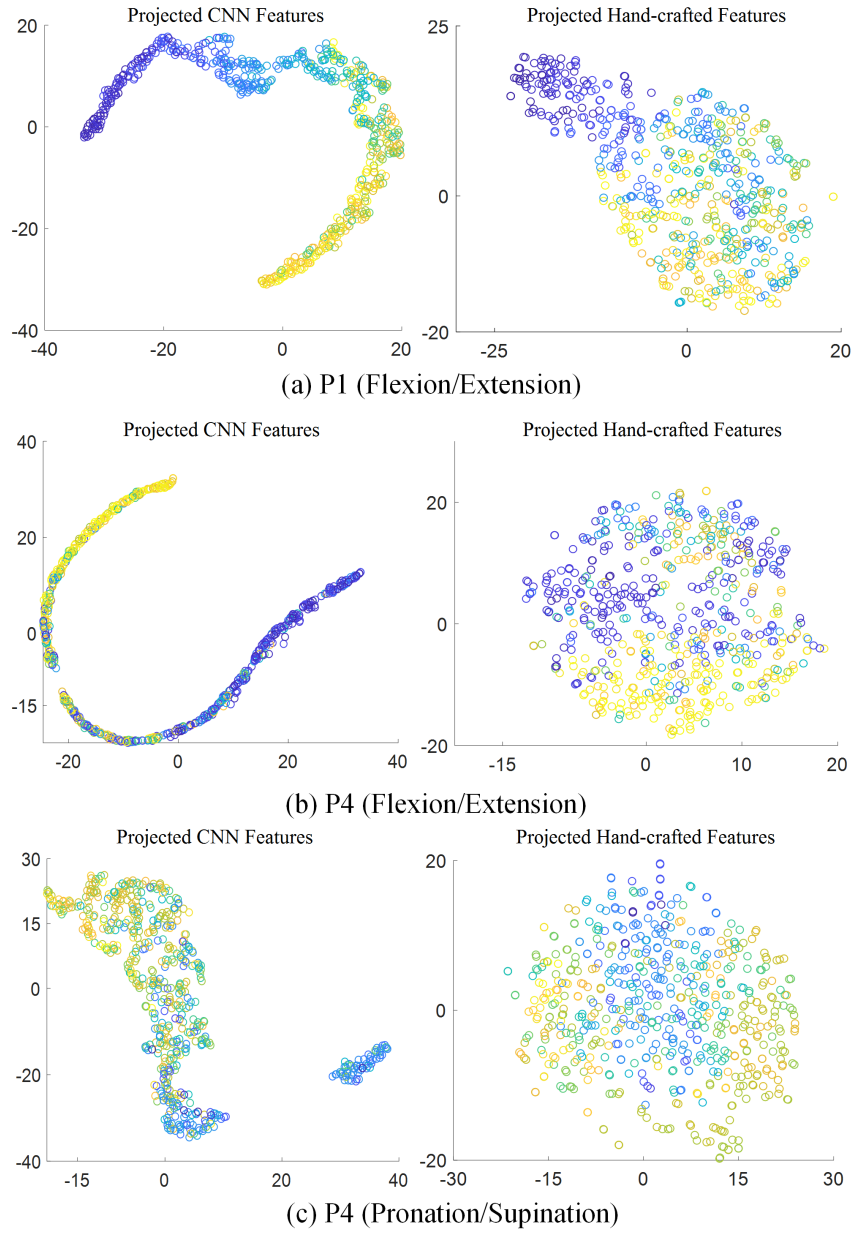 Projected CNN Features Projected Hand-crafted Features
20 25
0
-20 0
-40 -20
-40 -20 0 20 -25 0 20
(a) P1 (Flexion/Extension)
Projected CNN Features Projected Hand-crafted Features
40
20 20
0 0
-15 -20
-20 0 20 40 -15 0 10 20
(b) P4 (Flexion/Extension)
Projected CNN Features Projected Hand-crafted Features
30 20
15
0 0
-20
-40 -20
-15 0 20 40 -30 -15 0 15 30
(c) P4 (Pronation/Supination)